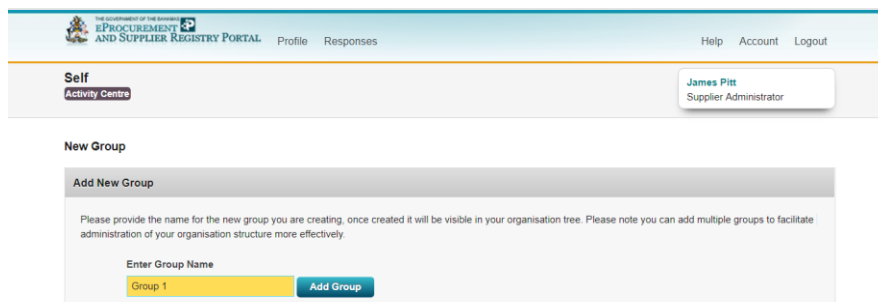 THE GOVERNMENT OF THE BAHAMAS
EPROCUREMENT
AND SUPPLIER REGISTRY PORTAL
Profile Responses
Help Account Logout
Self
Activity Centre
James Pitt
Supplier Administrator
New Group
Add New Group
Please provide the name for the new group you are creating, once created it will be visible in your organisation tree. Please note you can add multiple groups to facilitate
administration of your organisation structure more effectively.
Enter Group Name
Group 1
Add Group